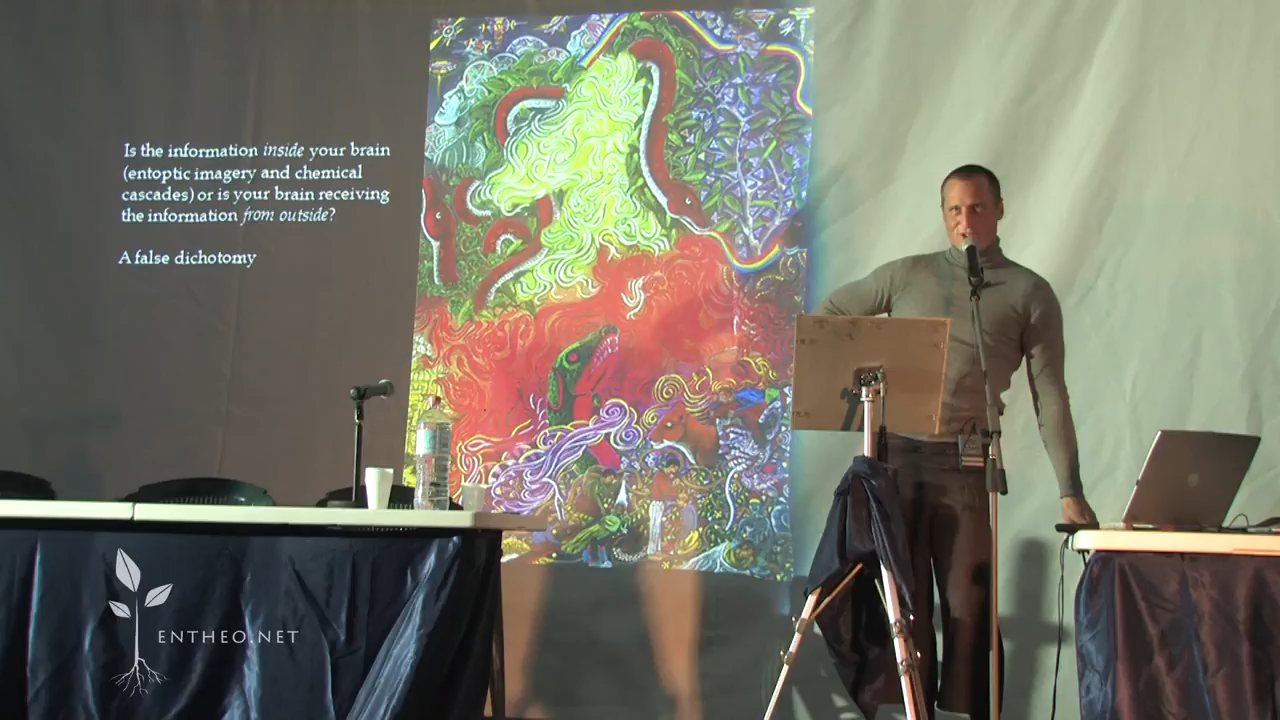 Is the information inside your brain
(entoptic imagery and chemical
cascades) or is your brain receiving
the information from outside?
A false dichotomy
ENTHEO.NET